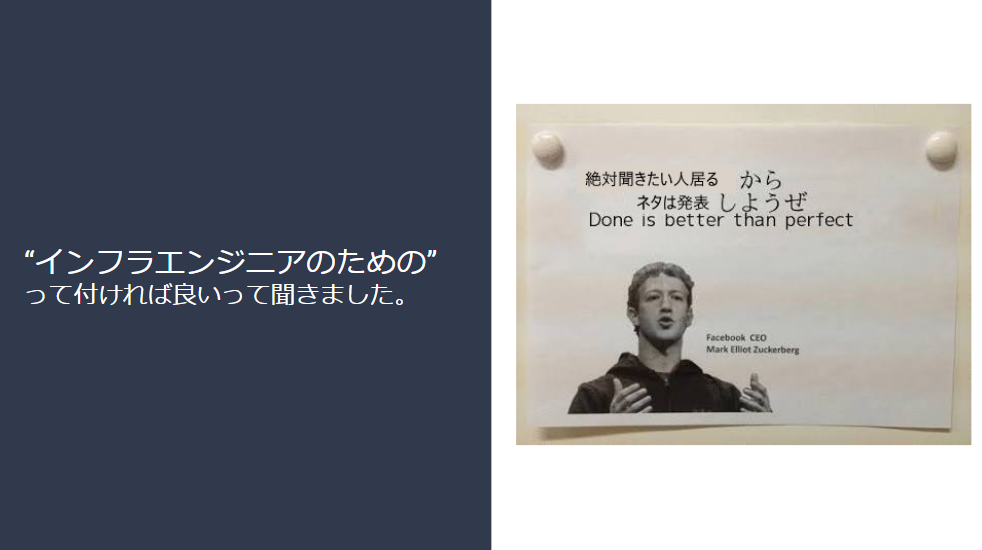 “インフラエンジニアのための”
って付ければ良いって聞きました。
絶対聞きたい人居る から
ネタは発表 しようぜ
Done is better than perfect
Facebook CEO
Mark Elliot Zuckerberg